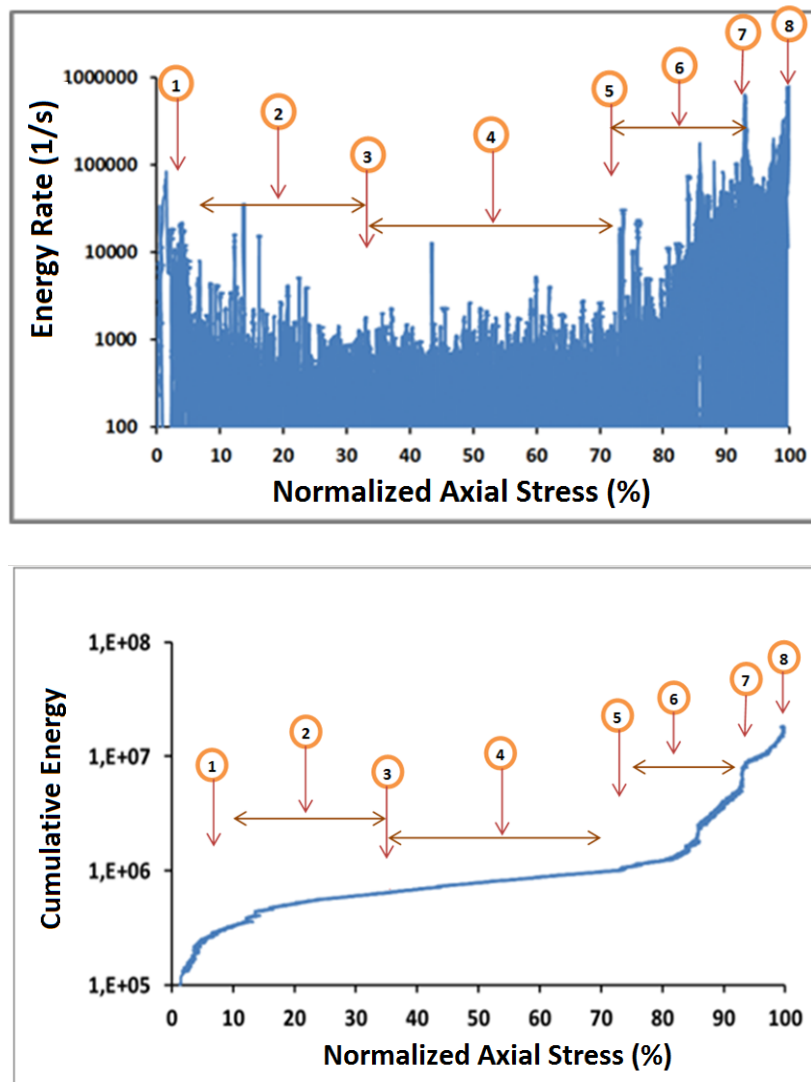 Energy Rate (1/s)
1000000
100000
10000
1000
100
1
2
3
4
5
6
7
8
0 10 20 30 40 50 60 70 80 90 100
Normalized Axial Stress (%)
Cumulative Energy
1,E+08
1,E+07
1,E+06
1,E+05
1
2
3
4
5
6
7
8
0 10 20 30 40 50 60 70 80 90 100
Normalized Axial Stress (%)